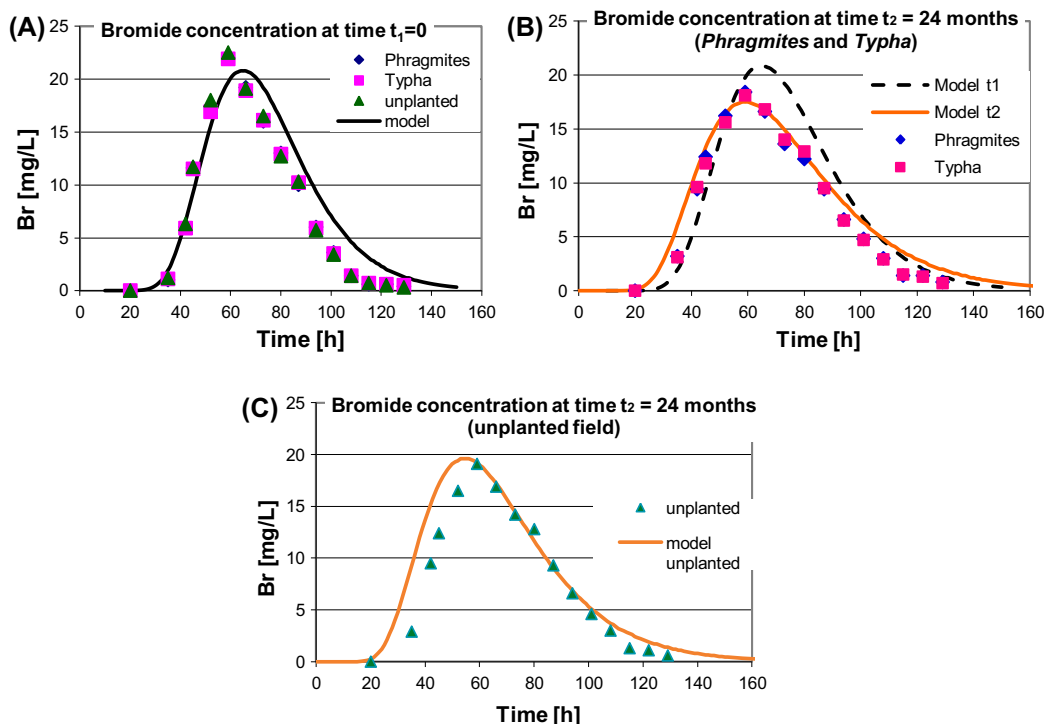 (A)
Bromide concentration at time t1=0
Phragmites
Typha
unplanted
model
25
20
15
10
5
0
Br [mg/L]
0 20 40 60 80 100 120 140 160
Time [h]
(B)
Bromide concentration at time t2 = 24 months
(Phragmites and Typha)
Model t1
Model t2
Phragmites
Typha
25
20
15
10
5
0
Br [mg/L]
0 20 40 60 80 100 120 140 160
Time [h]
(C)
Bromide concentration at time t2 = 24 months
(unplanted field)
unplanted
model
unplanted
25
20
15
10
5
0
Br [mg/L]
0 20 40 60 80 100 120 140 160
Time [h]